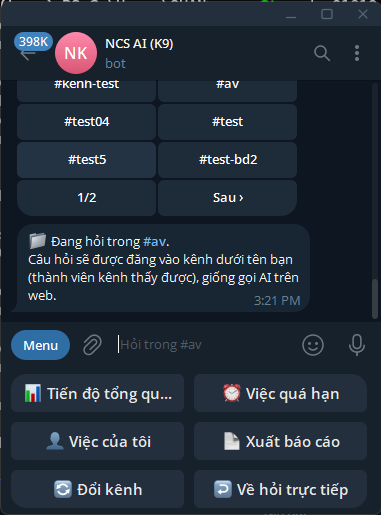 398K
NK
NCS AI (K9)
bot
#kenh-test
#av
#test04
#test
#test5
#test-bd2
1/2
Sau ›
📁 Đang hỏi trong #av.
Câu hỏi sẽ được đăng vào kênh dưới tên bạn
(thành viên kênh thấy được), giống gọi AI trên
web.
3:21 PM
Menu
Hỏi trong #av
📊 Tiến độ tổng qu...
⏰ Việc quá hạn
👤 Việc của tôi
📄 Xuất báo cáo
🔄 Đổi kênh
↩️ Về hỏi trực tiếp